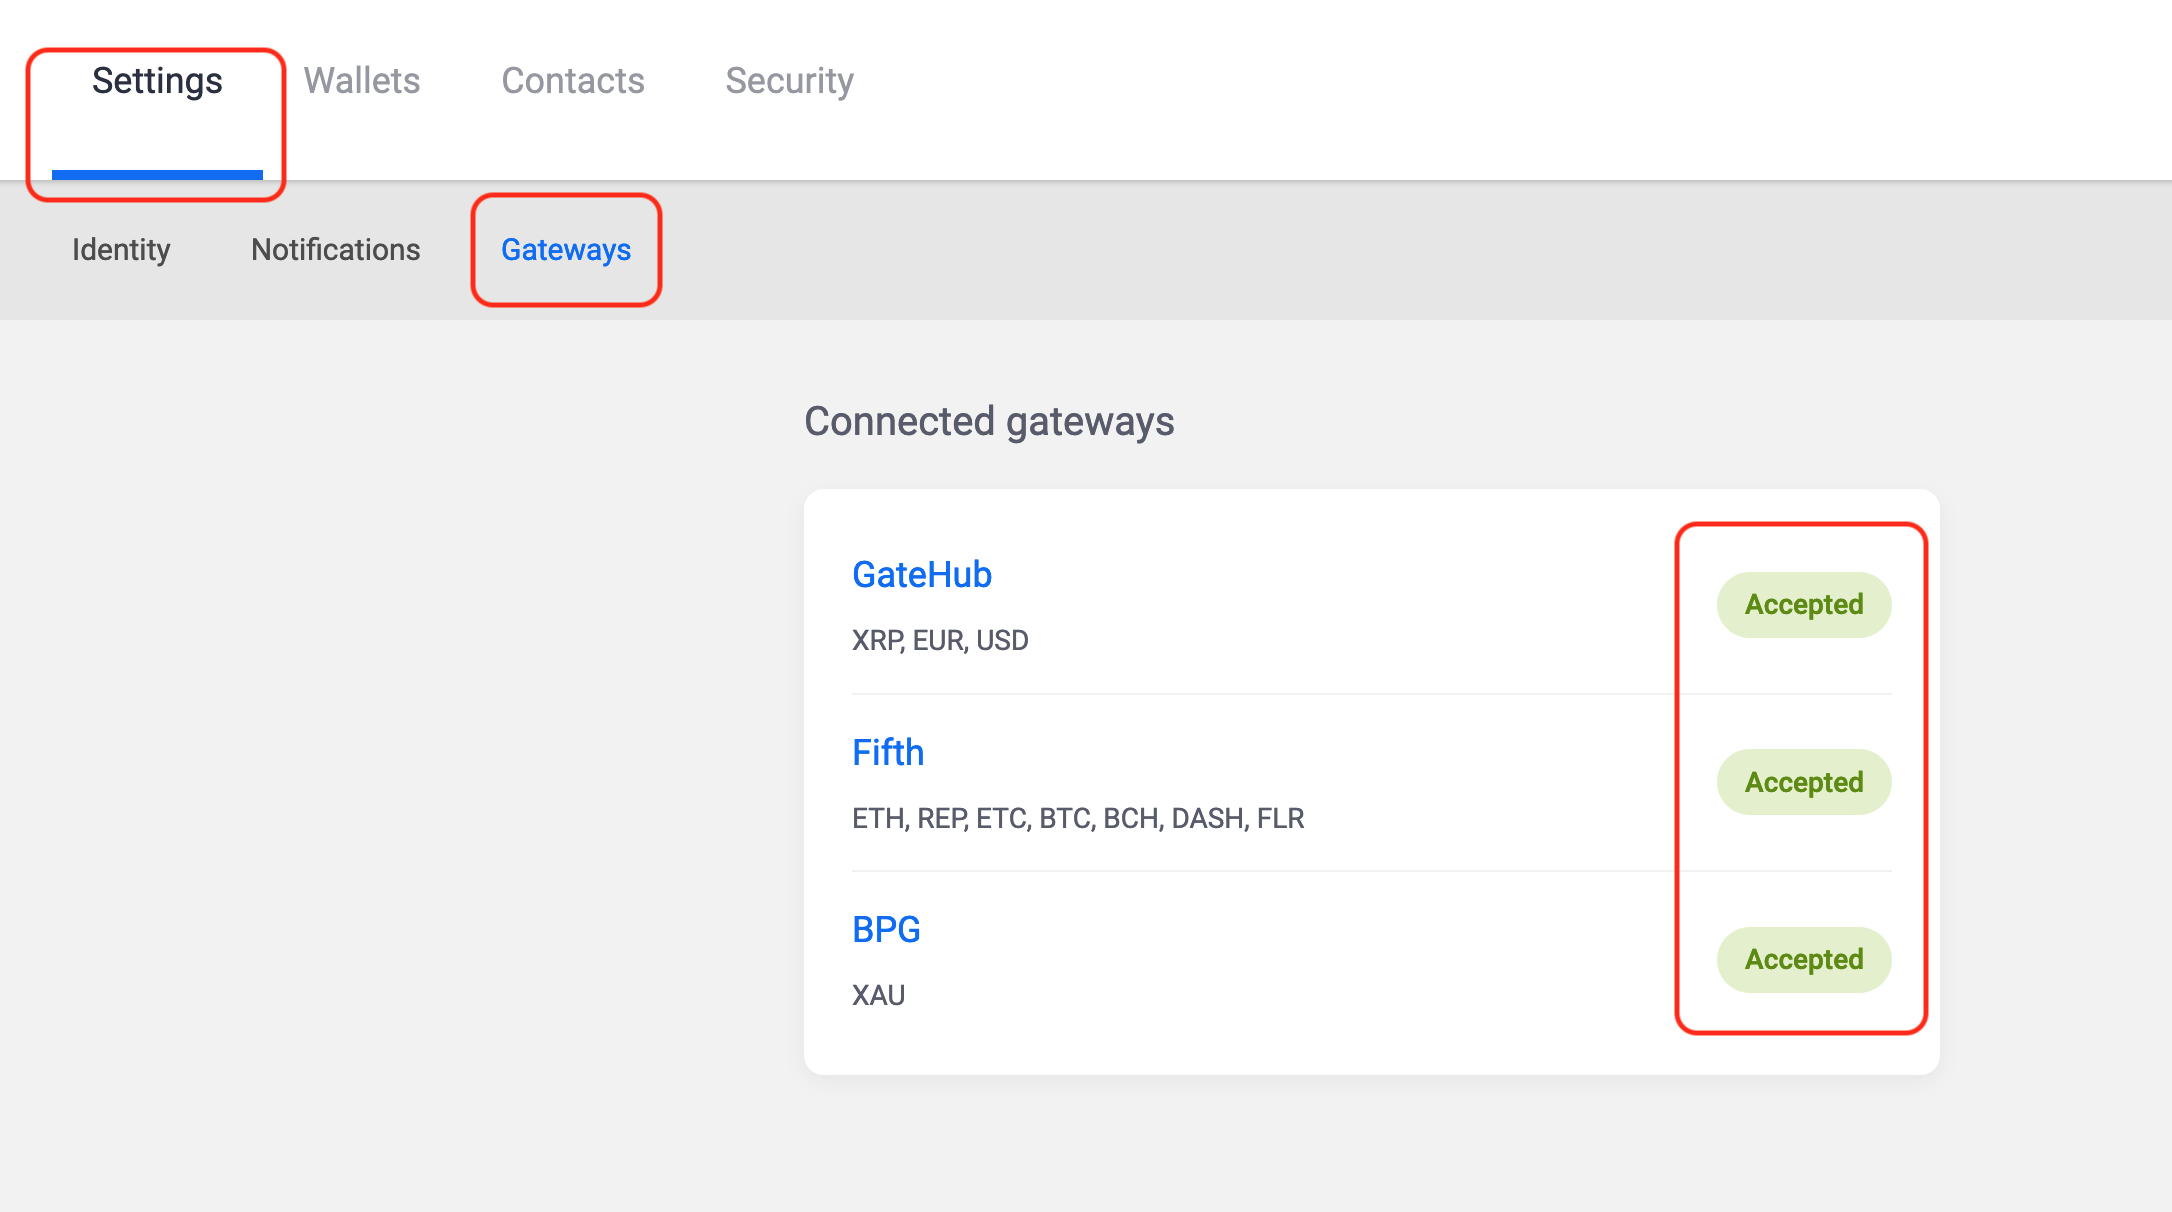 Settings Wallets Contacts Security
Identity Notifications Gateways
Connected gateways
GateHub
Accepted
XRP, EUR, USD
Fifth
Accepted
ETH, REP, ETC, BTC, BCH, DASH, FLR
BPG
Accepted
XAU